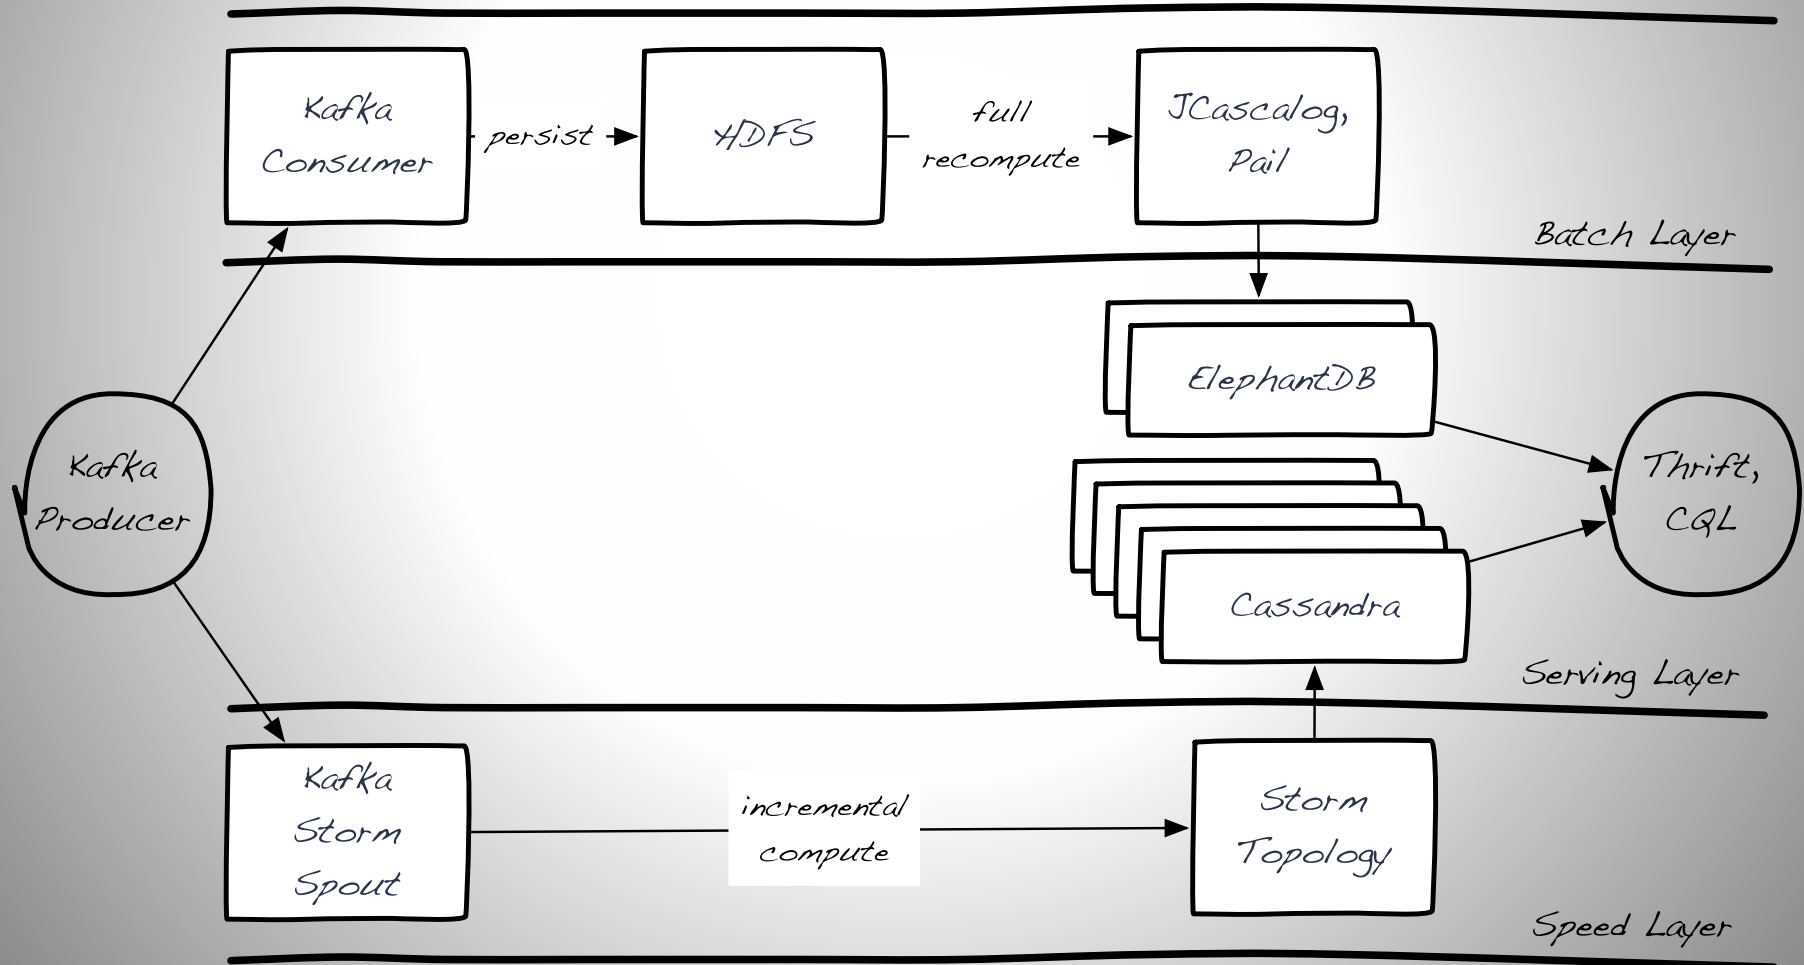 Kafka
Consumer
persist
HDFS
full
recompute
JCascalog,
Pail
Batch Layer
ElephantDB
Kafka
Producer
Thrift,
CQL
Cassandra
Serving Layer
Kafka
Storm
Spout
incremental
compute
Storm
Topology
Speed Layer